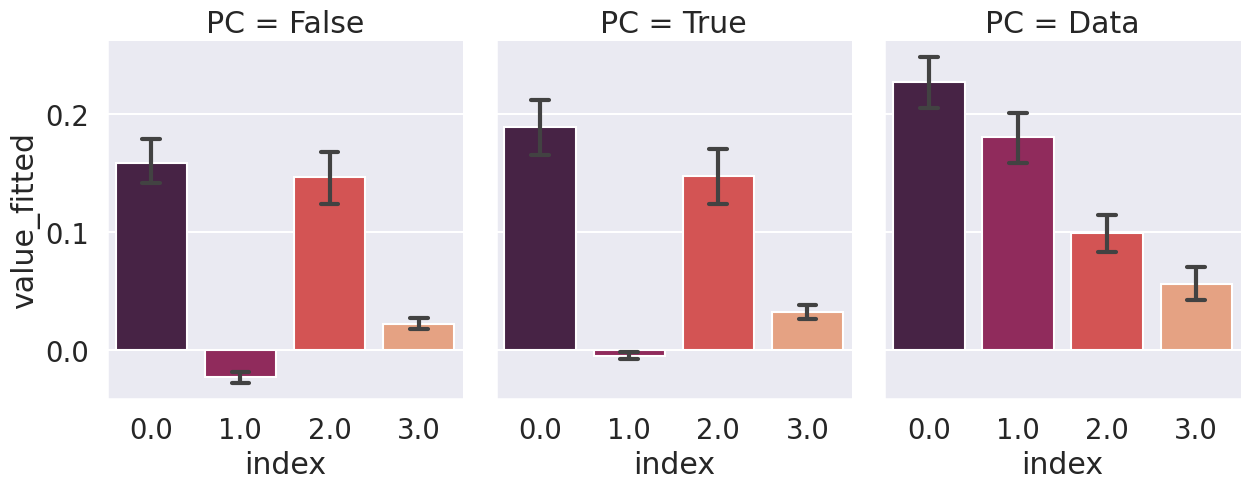 PC = False
PC = True
PC = Data
value_fitted
0.2
0.1
0.0
0.0 1.0 2.0 3.0
0.0 1.0 2.0 3.0
0.0 1.0 2.0 3.0
index
index
index